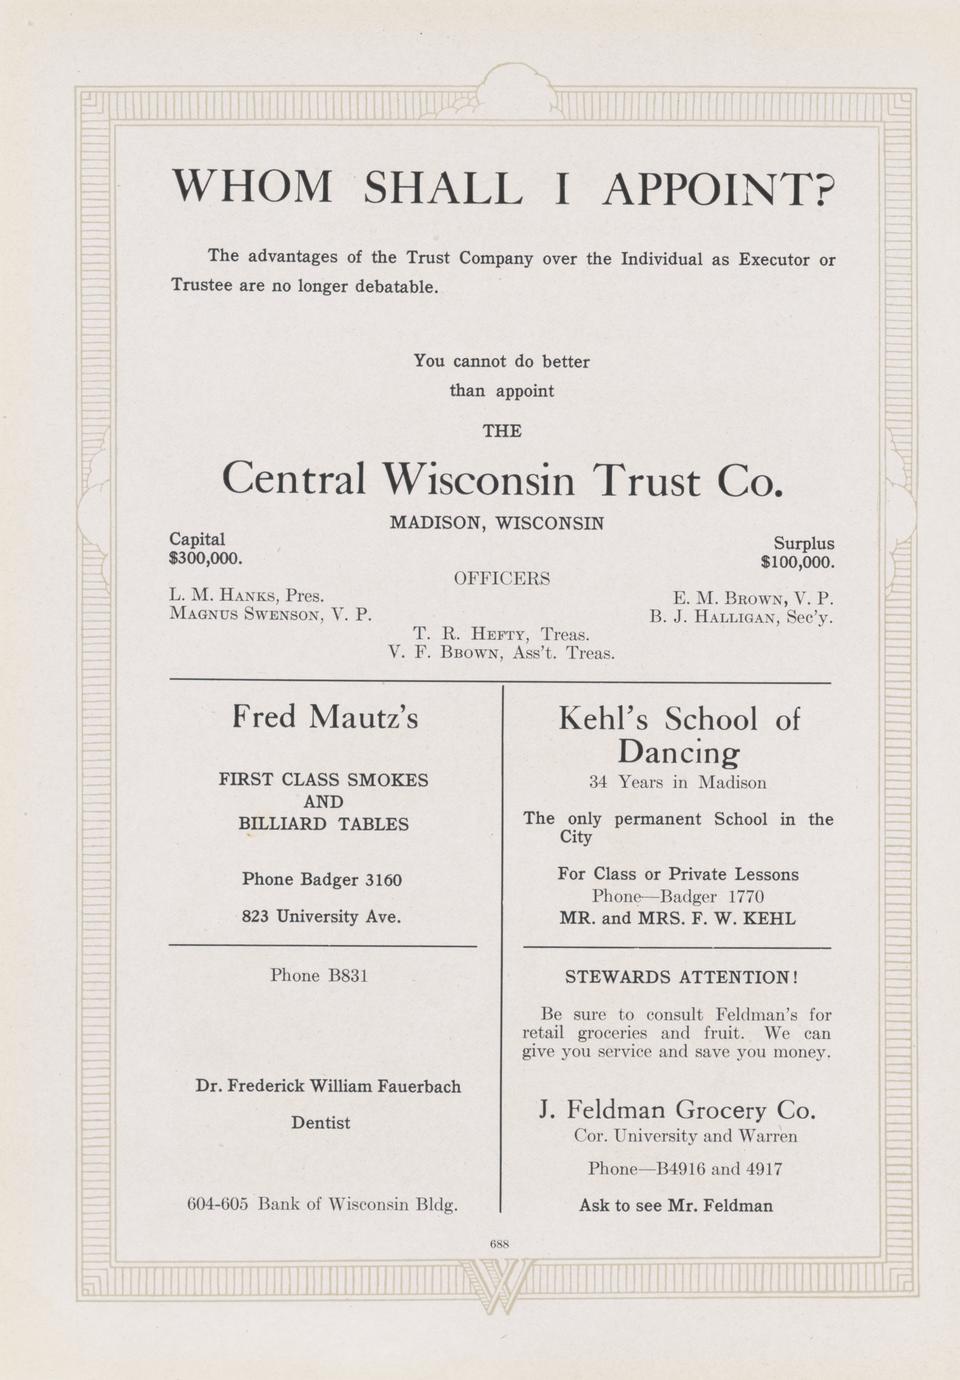 WHOM SHALL I APPOINT?
The advantages of the Trust Company over the Individual as Executor or
Trustee are no longer debatable.
You cannot do better
than appoint
THE
Central Wisconsin Trust Co.
MADISON, WISCONSIN
Capital
$300,000.
Surplus
$100,000.
OFFICERS
L. M. HANKS, Pres.
MAGNUS SWENSON, V. P.
E. M. BROWN, V. P.
B. J. HALLIGAN, Sec'y.
T. R. HEFTY, Treas.
V. F. BBOWN, Ass't. Treas.
Fred Mautz's
FIRST CLASS SMOKES
AND
BILLIARD TABLES
Phone Badger 3160
823 University Ave.
Kehl's School of
Dancing
34 Years in Madison
The only permanent School in the
City
For Class or Private Lessons
Phone—Badger 1770
MR. and MRS. F. W. KEHL
Phone B831
Dr. Frederick William Fauerbach
Dentist
604-605 Bank of Wisconsin Bldg.
STEWARDS ATTENTION!
Be sure to consult Feldman's for
retail groceries and fruit. We can
give you service and save you money.
J. Feldman Grocery Co.
Cor. University and Warren
Phone—B4916 and 4917
Ask to see Mr. Feldman
688
W